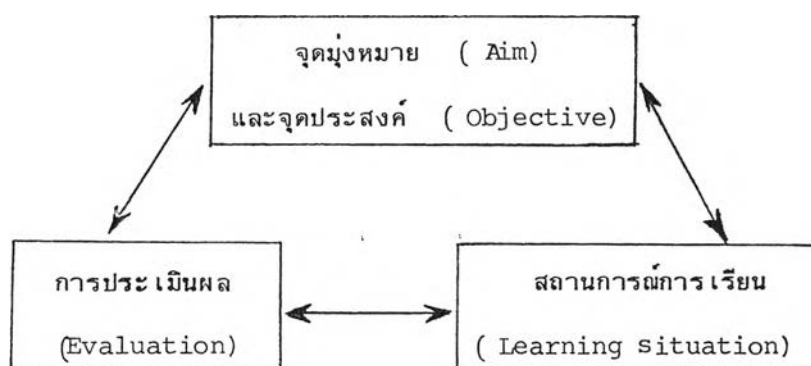 จุดมุ่งหมาย ( Aim)
และจุดประสงค์ ( Objective)
การประเมินผล
(Evaluation)
สถานการณ์การเรียน
( Learning situation)